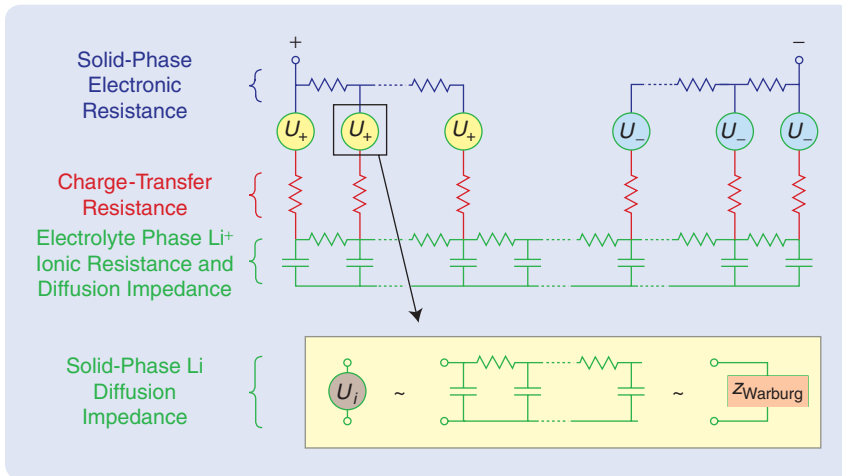 +
−
Solid-Phase
Electronic
Resistance
U+ U+ U+ U− U− U−
Charge-Transfer
Resistance
Electrolyte Phase Li+
Ionic Resistance and
Diffusion Impedance
Solid-Phase Li
Diffusion
Impedance
Ui ~ ~ zWarburg